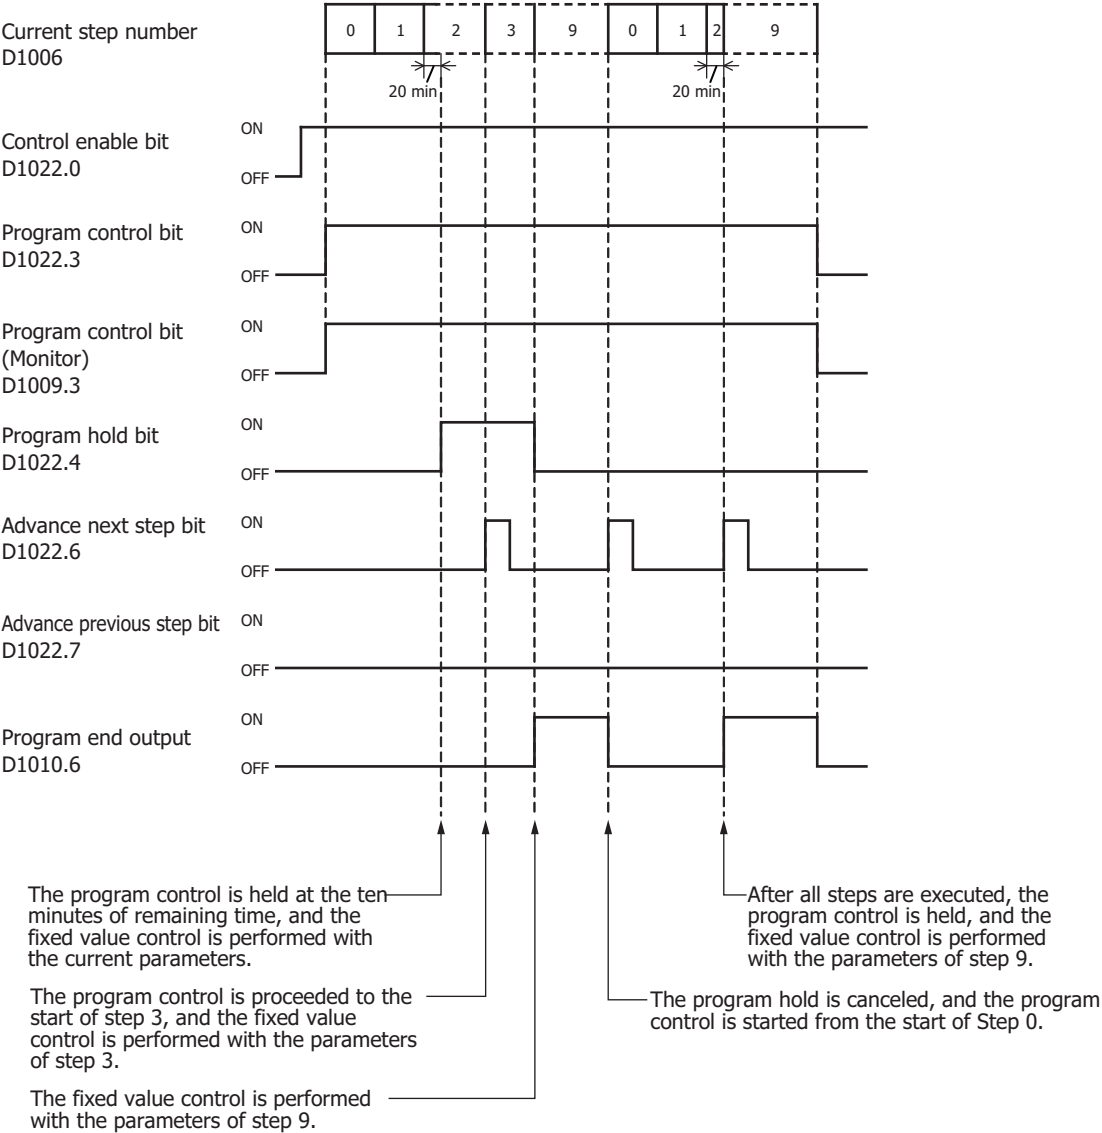 Current step number
D1006
0 1 2 3 9 0 1 2 9
20 min 20 min
Control enable bit
D1022.0
ON
OFF
Program control bit
D1022.3
ON
OFF
Program control bit
(Monitor)
D1009.3
ON
OFF
Program hold bit
D1022.4
ON
OFF
Advance next step bit
D1022.6
ON
OFF
Advance previous step bit
D1022.7
ON
OFF
Program end output
D1010.6
ON
OFF
The program control is held at the ten
minutes of remaining time, and the
fixed value control is performed with
the current parameters.
The program control is proceeded to the
start of step 3, and the fixed value
control is performed with the parameters
of step 3.
The fixed value control is performed
with the parameters of step 9.
After all steps are executed, the
program control is held, and the
fixed value control is performed
with the parameters of step 9.
The program hold is canceled, and the program
control is started from the start of Step 0.